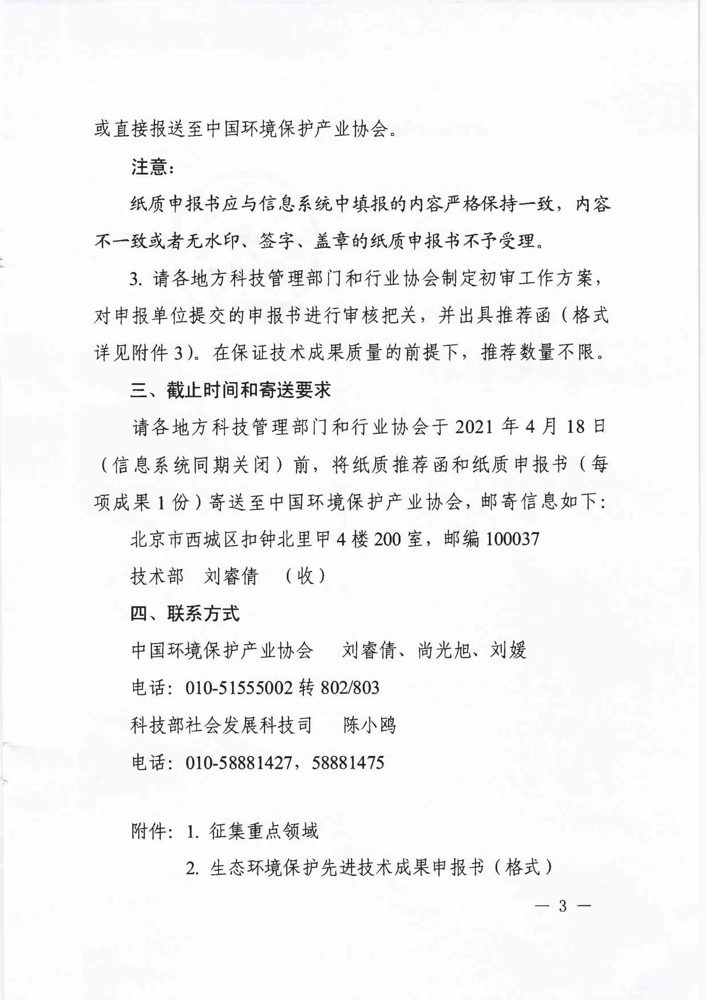 或直接报送至中国环境保护产业协会。
注意：
纸质申报书应与信息系统中填报的内容严格保持一致，内容
不一致或者无水印、签字、盖章的纸质申报书不予受理。
3. 请各地方科技管理部门和行业协会制定初审工作方案，
对申报单位提交的申报书进行审核把关，并出具推荐函（格式
详见附件 3）。在保证技术成果质量的前提下，推荐数量不限。
三、截止时间和寄送要求
请各地方科技管理部门和行业协会于 2021 年 4 月 18 日
（信息系统同期关闭）前，将纸质推荐函和纸质申报书（每
项成果 1 份）寄送至中国环境保护产业协会，邮寄信息如下：
北京市西城区扣钟北里甲 4 楼 200 室，邮编 100037
技术部 刘睿倩 （收）
四、联系方式
中国环境保护产业协会 刘睿倩、尚光旭、刘媛
电话：010-51555002 转 802/803
科技部社会发展科技司 陈小鸥
电话：010-58881427，58881475
附件：1. 征集重点领域
2. 生态环境保护先进技术成果申报书（格式）
— 3 —